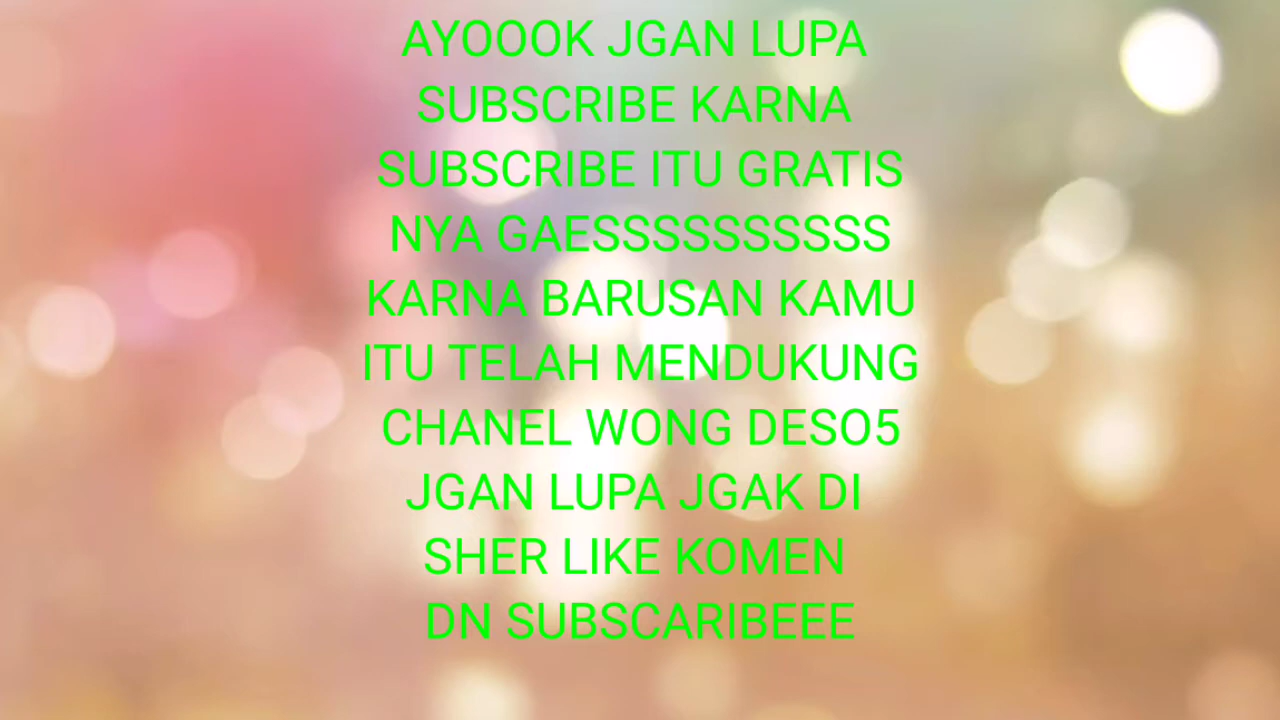 AYOOOK JGAN LUPA
SUBSCRIBE KARNA
SUBSCRIBE ITU GRATIS
NYA GAESSSSSSSSSS
KARNA BARUSAN KAMU
ITU TELAH MENDUKUNG
CHANEL WONG DESO5
JGAN LUPA JGAK DI
SHER LIKE KOMEN
DN SUBSCARIBEEE